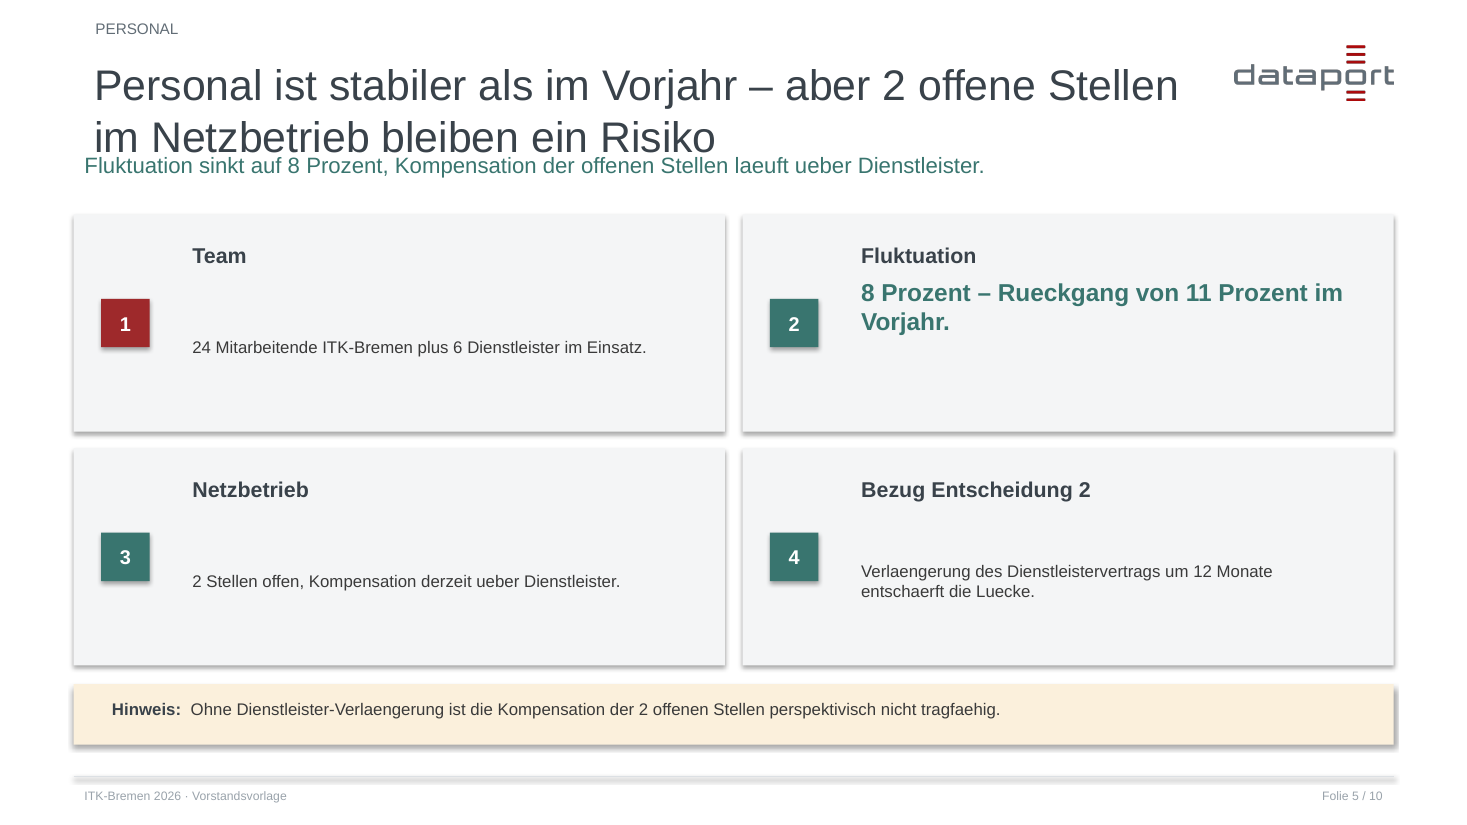 PERSONAL
Personal ist stabiler als im Vorjahr – aber 2 offene Stellen
im Netzbetrieb bleiben ein Risiko
dataport
Fluktuation sinkt auf 8 Prozent, Kompensation der offenen Stellen laeuft ueber Dienstleister.
Team
1
24 Mitarbeitende ITK-Bremen plus 6 Dienstleister im Einsatz.
Fluktuation
8 Prozent – Rueckgang von 11 Prozent im
Vorjahr.
2
Netzbetrieb
3
2 Stellen offen, Kompensation derzeit ueber Dienstleister.
Bezug Entscheidung 2
4
Verlaengerung des Dienstleistervertrags um 12 Monate
entschaerft die Luecke.
Hinweis: Ohne Dienstleister-Verlaengerung ist die Kompensation der 2 offenen Stellen perspektivisch nicht tragfaehig.
ITK-Bremen 2026 · Vorstandsvorlage
Folie 5 / 10